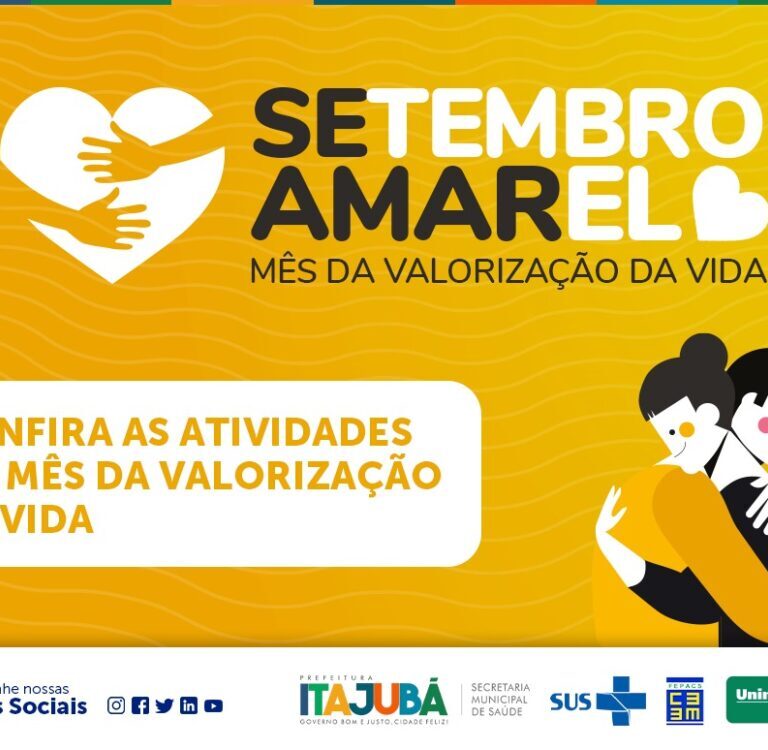 SETEMBRO
AMAREL
MÊS DA VALORIZAÇÃO DA VIDA
NFIRA AS ATIVIDADES
MÊS DA VALORIZAÇÃO
VIDA
he nossas
s Sociais
PREFEITURA
ITAJUBÁ
GOVERNO BOM E JUSTO, CIDADE FELIZ!
SECRETARIA
MUNICIPAL
DE SAÚDE
SUS
FEPACS
Unim